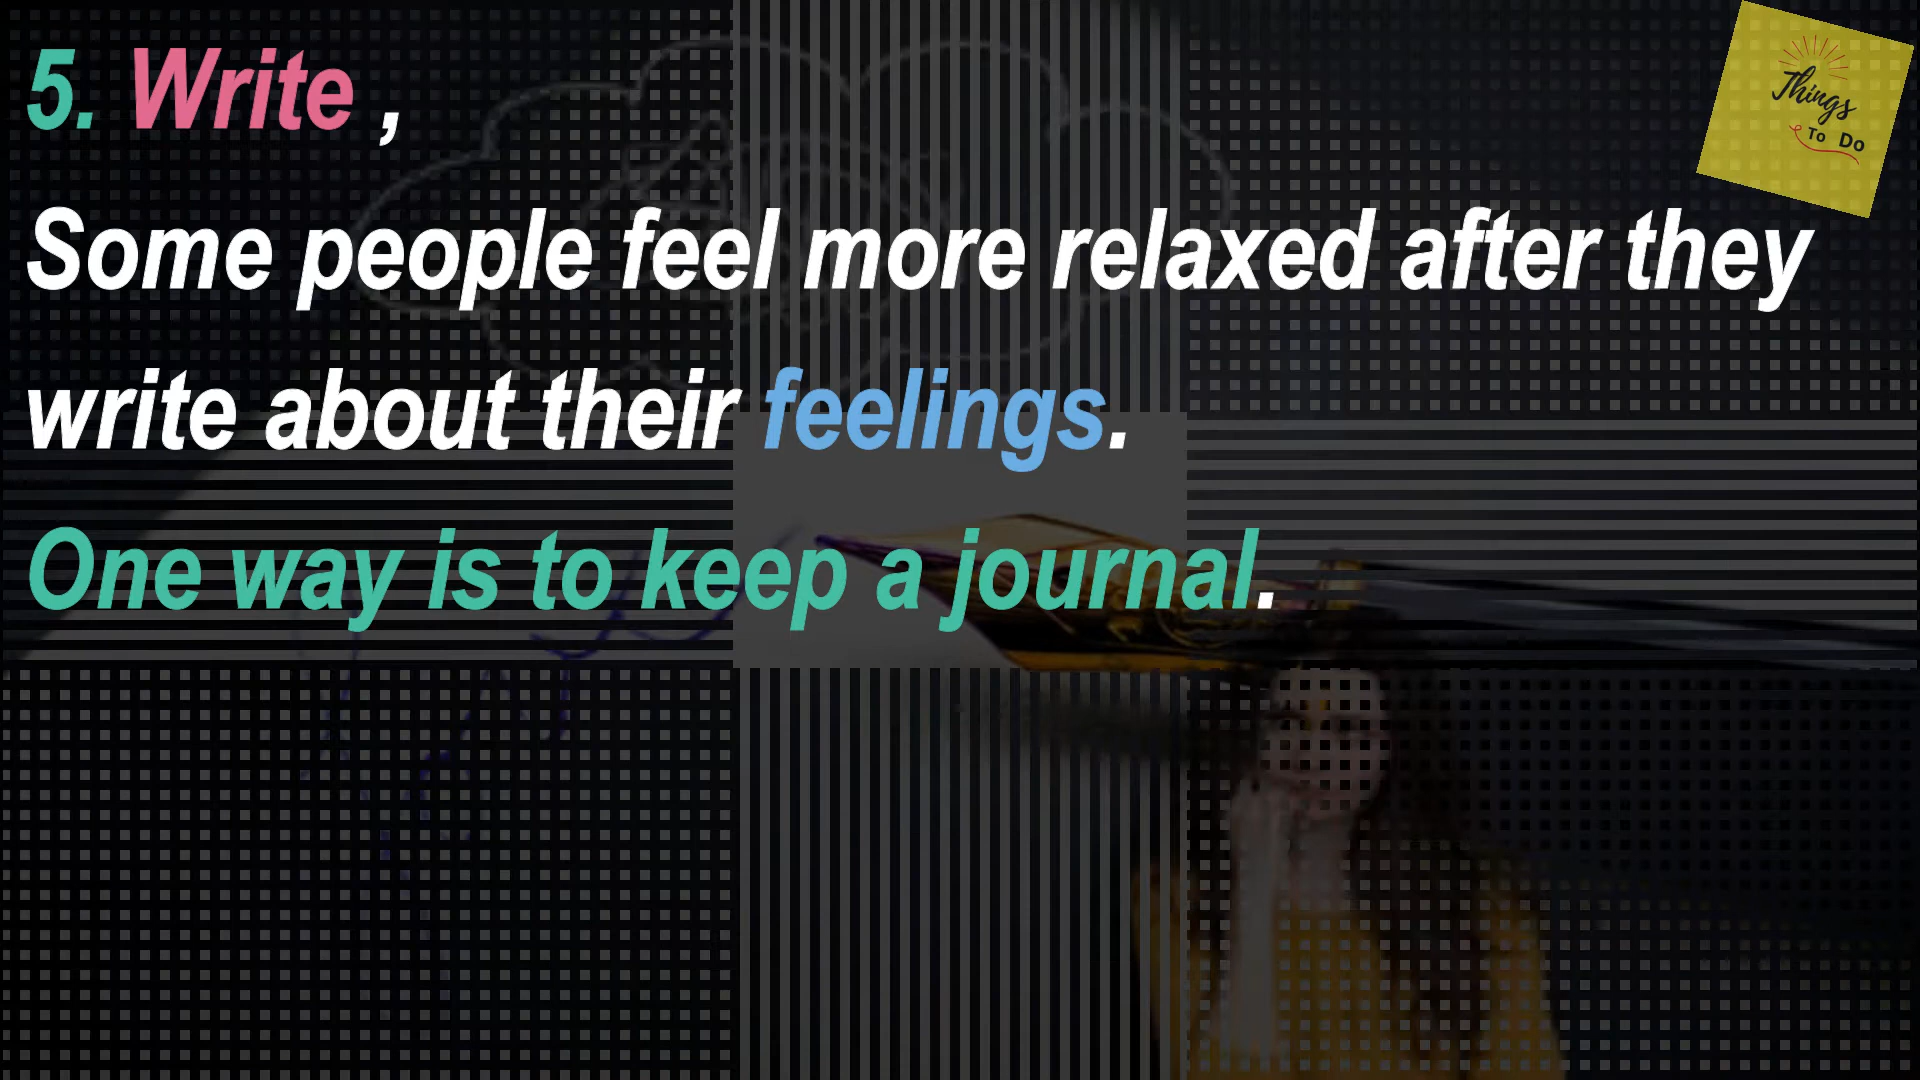 5. Write ,
Some people feel more relaxed after they
write about their feelings.
One way is to keep a journal.
Things
To Do